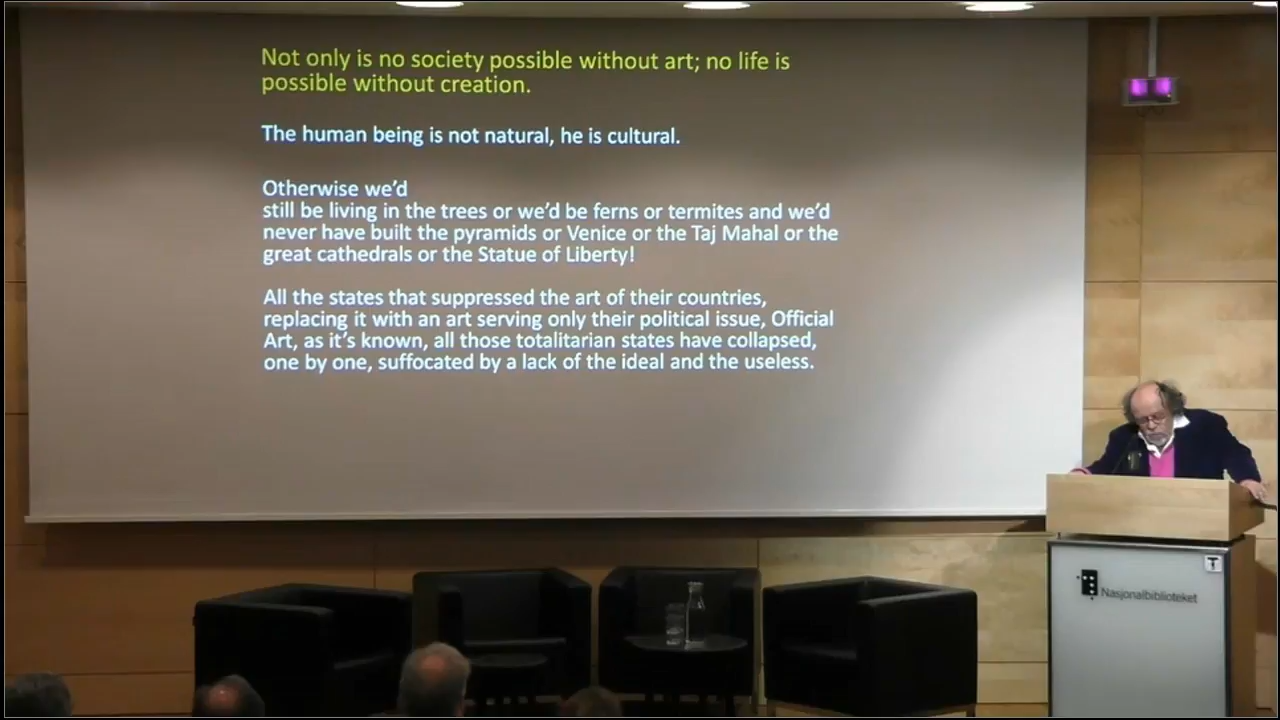 Not only is no society possible without art; no life is
possible without creation.
The human being is not natural, he is cultural.
Otherwise we'd
still be living in the trees or we'd be ferns or termites and we'd
never have built the pyramids or Venice or the Taj Mahal or the
great cathedrals or the Statue of Liberty!
All the states that suppressed the art of their countries,
replacing it with an art serving only their political issue, Official
Art, as it's known, all those totalitarian states have collapsed,
one by one, suffocated by a lack of the ideal and the useless.
Nasjonalbiblioteket